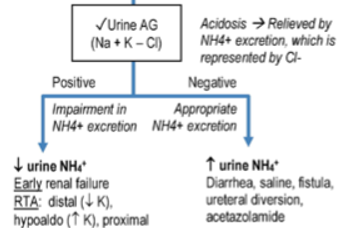 ✓Urine AG
(Na + K – Cl)
Acidosis → Relieved by
NH4+ excretion, which is
represented by Cl-
Positive
Negative
Impairment in
NH4+ excretion
Appropriate
NH4+ excretion
↓ urine NH₄⁺
Early renal failure
RTA: distal (↓ K),
hypoaldo (↑ K), proximal
↑ urine NH₄⁺
Diarrhea, saline, fistula,
ureteral diversion,
acetazolamide